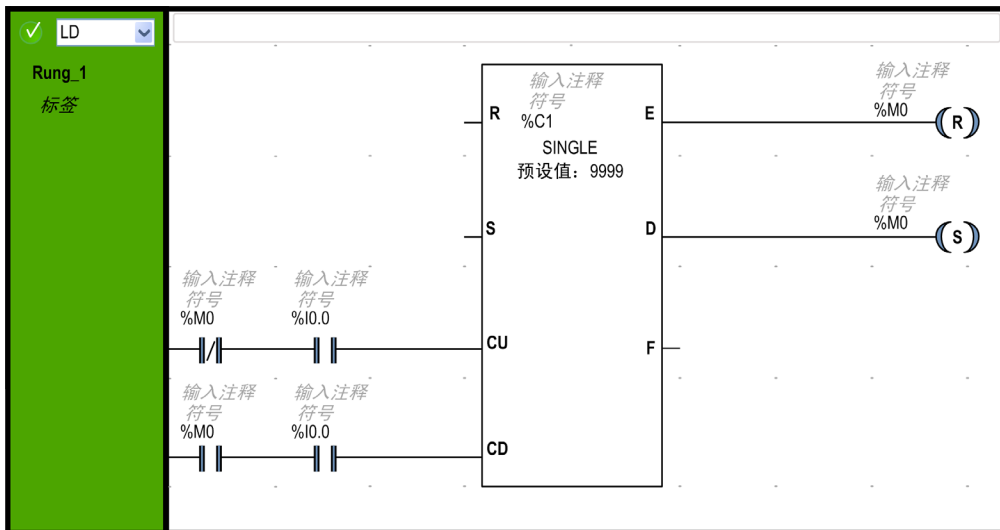 LD
Rung_1
标签
输入注释
符号
%C1
SINGLE
预设值：9999
R
S
CU
CD
E
D
F
输入注释
符号
%M0
R
输入注释
符号
%M0
S
输入注释
符号
%M0
输入注释
符号
%I0.0
输入注释
符号
%M0
输入注释
符号
%I0.0